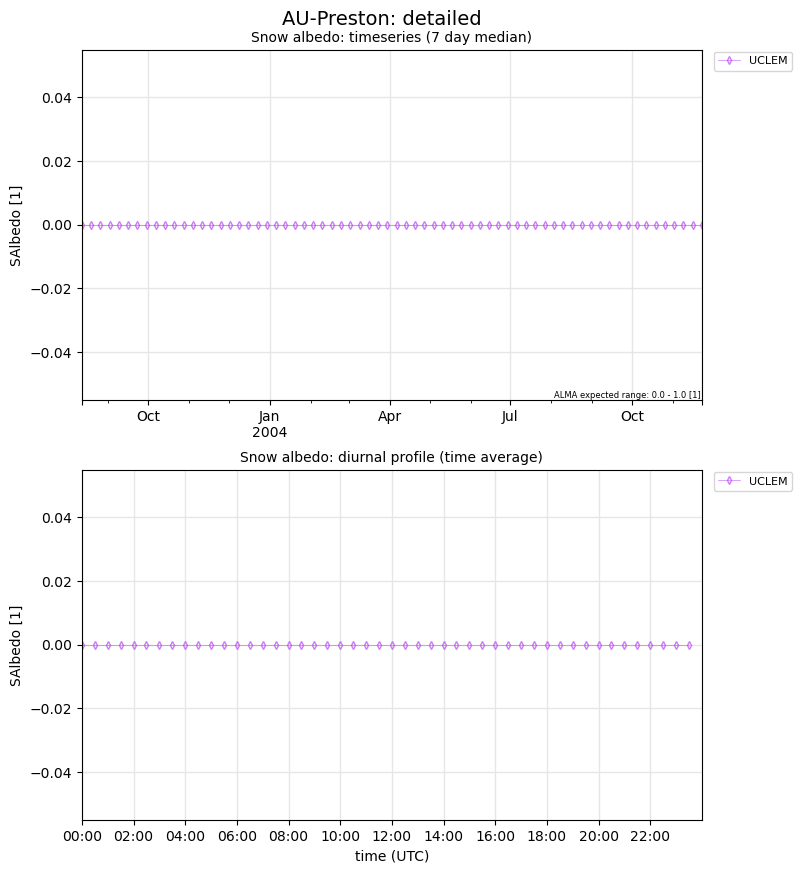 AU-Preston: detailed
Snow albedo: timeseries (7 day median)
UCLEM
0.04
0.02
0.00
−0.02
−0.04
SAlbedo [1]
ALMA expected range: 0.0 - 1.0 [1]
Oct
Jan
2004
Apr
Jul
Oct
Snow albedo: diurnal profile (time average)
UCLEM
0.04
0.02
0.00
−0.02
−0.04
SAlbedo [1]
00:00 02:00 04:00 06:00 08:00 10:00 12:00 14:00 16:00 18:00 20:00 22:00
time (UTC)